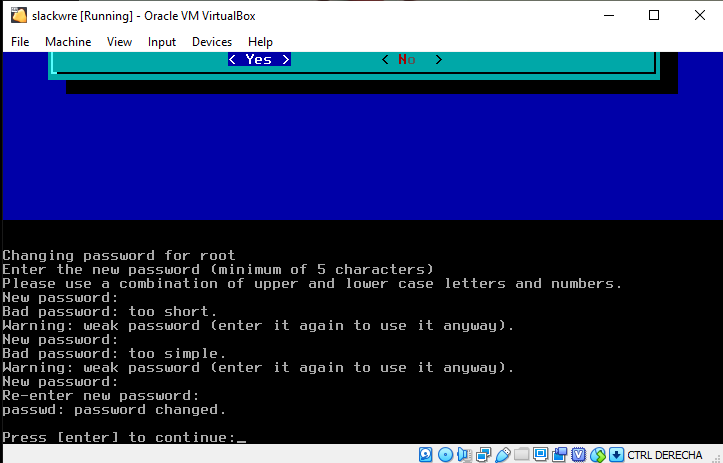 slackwre [Running] - Oracle VM VirtualBox
File Machine View Input Devices Help
< Yes > < No >
Changing password for root
Enter the new password (minimum of 5 characters)
Please use a combination of upper and lower case letters and numbers.
New password:
Bad password: too short.
Warning: weak password (enter it again to use it anyway).
New password:
Bad password: too simple.
Warning: weak password (enter it again to use it anyway).
New password:
Re-enter new password:
passwd: password changed.
Press [enter] to continue:_
CTRL DERECHA